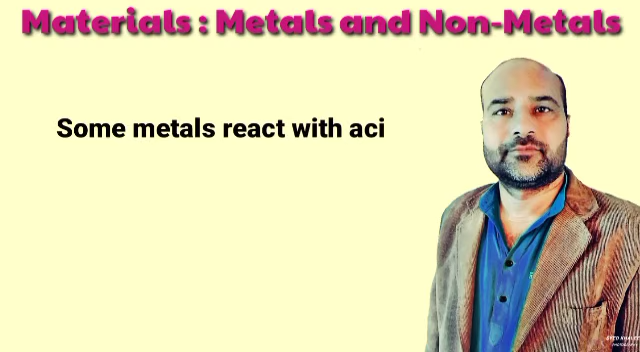 Materials : Metals and Non-Metals
Some metals react with aci